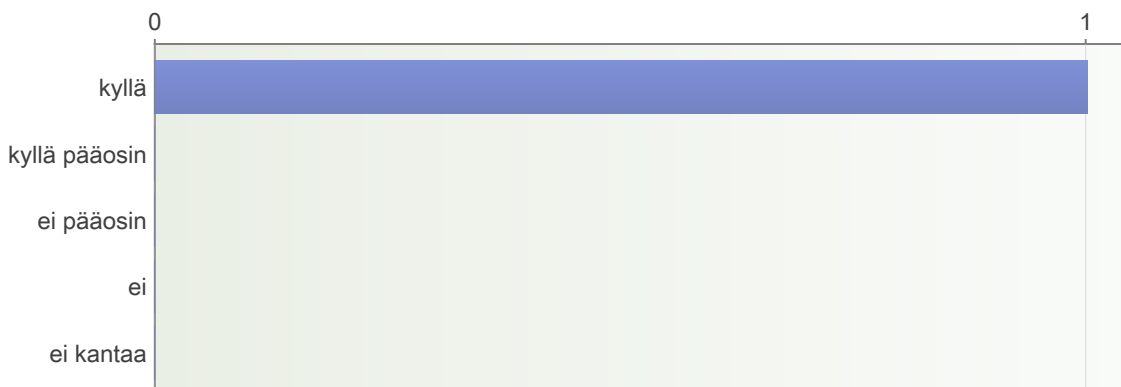 0 1
kyllä
kyllä pääosin
ei pääosin
ei
ei kantaa